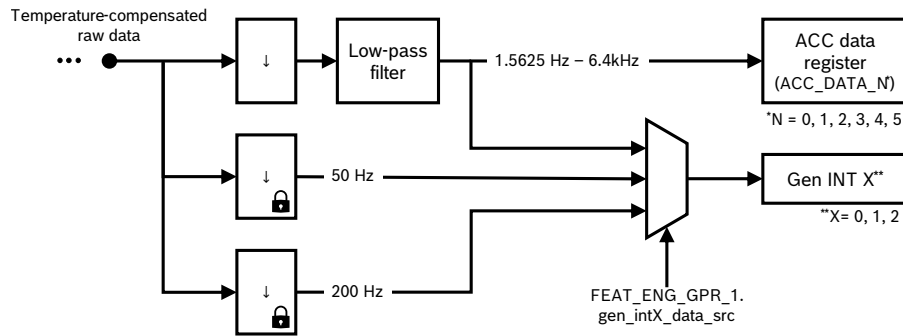 Temperature-compensated
raw data
...
↓
Low-pass
filter
1.5625 Hz – 6.4kHz
ACC data
register
(ACC_DATA_N*)
*N = 0, 1, 2, 3, 4, 5
↓
50 Hz
Gen INT X**
**X= 0, 1, 2
↓
200 Hz
FEAT_ENG_GPR_1.
gen_intX_data_src